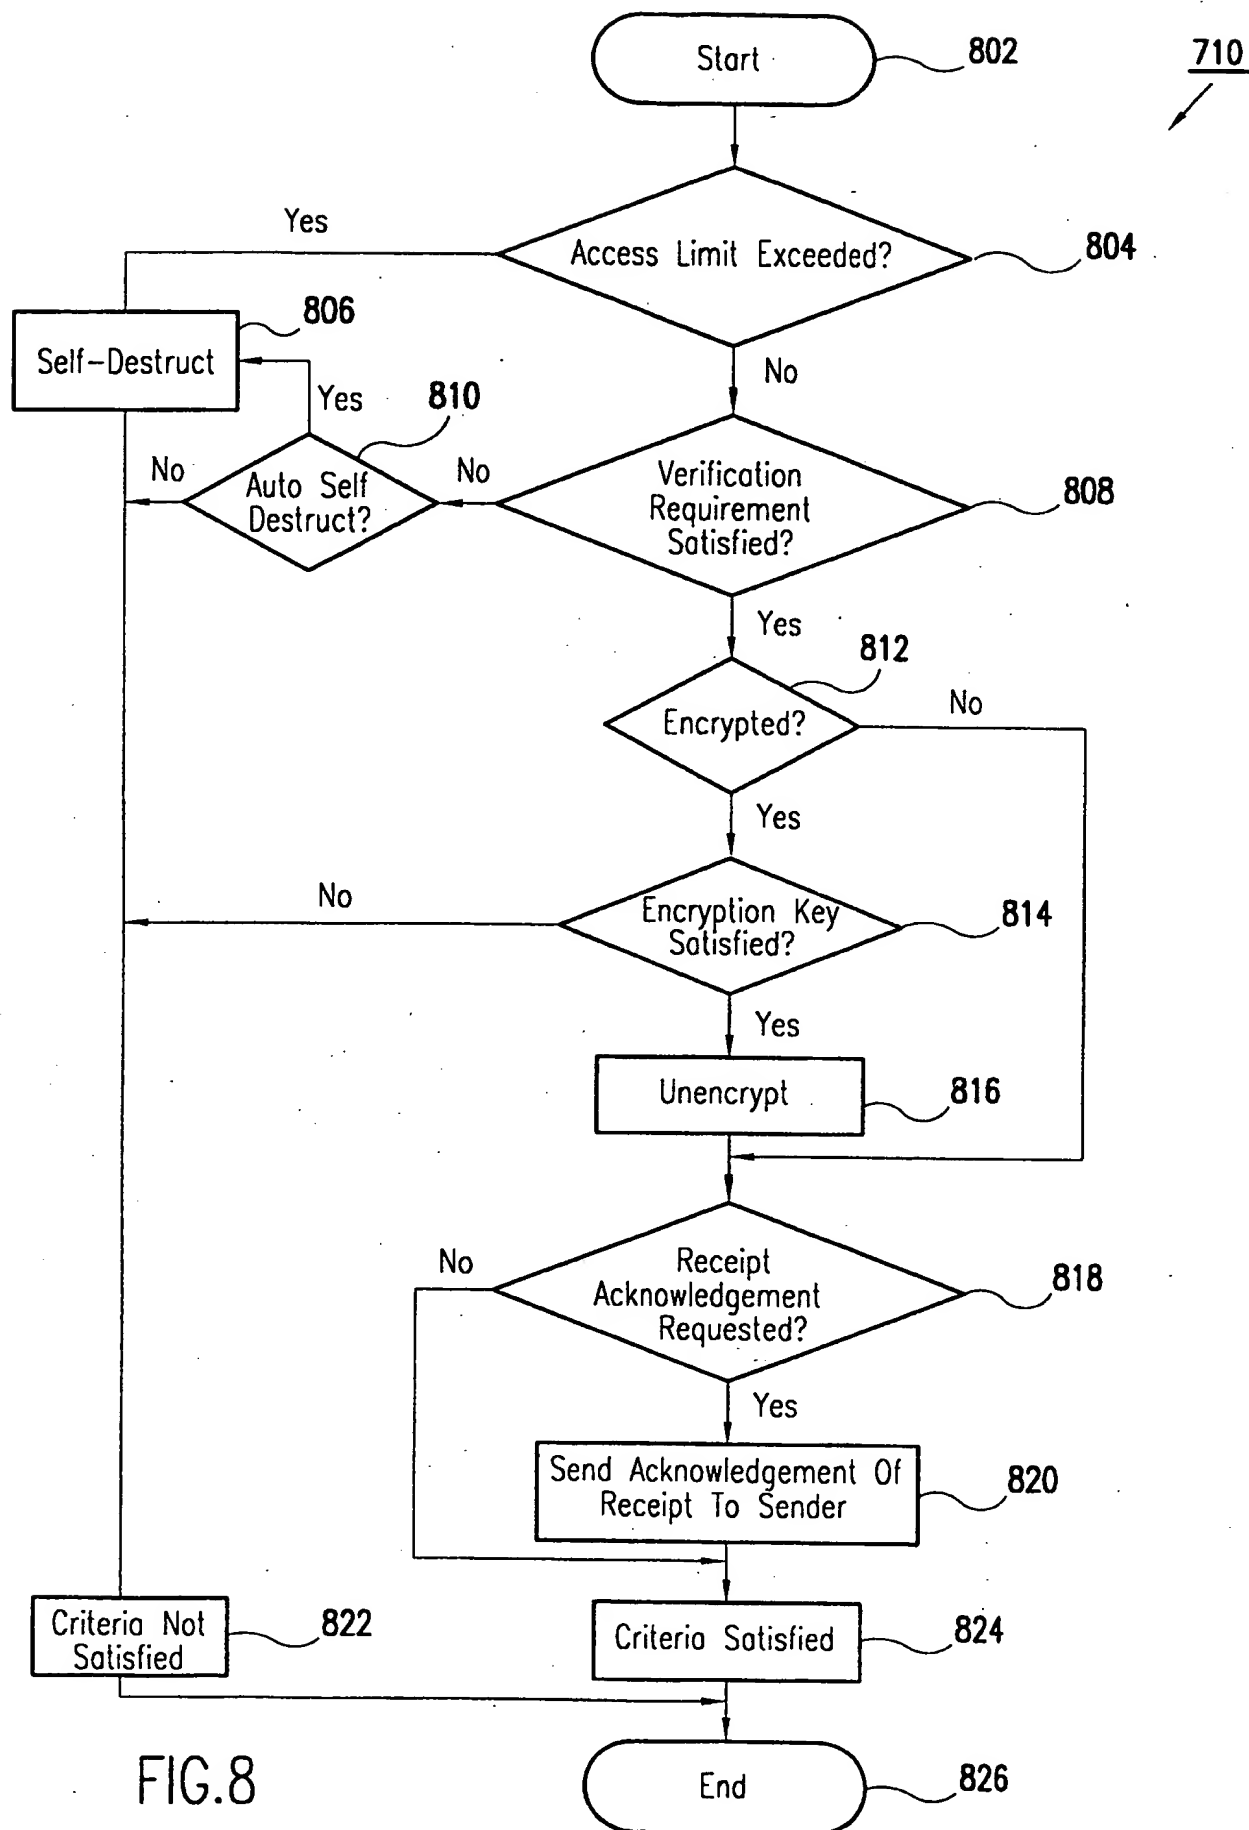 Start
802
710
Yes
Access Limit Exceeded?
804
806
Self-Destruct
No
Yes
810
No
Auto Self
Destruct?
No
Verification
Requirement
Satisfied?
808
Yes
812
Encrypted?
No
Yes
No
Encryption Key
Satisfied?
814
Yes
Unencrypt
816
No
Receipt
Acknowledgement
Requested?
818
Yes
Send Acknowledgement Of
Receipt To Sender
820
Criteria Not
Satisfied
822
Criteria Satisfied
824
FIG.8
End
826